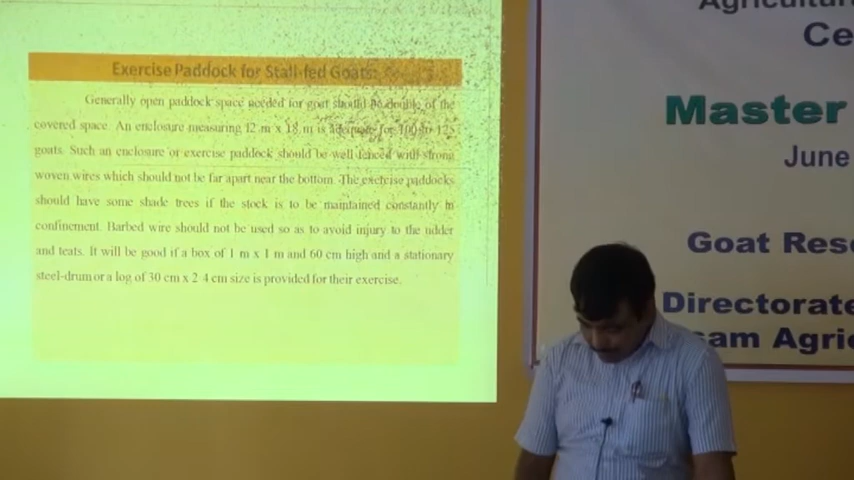 Exercise Paddock for Stall-fed Goats:
Generally open paddock space needed for goat should be double of the
covered space. An enclosure measuring 12 m x 18 m is adequate for 100 to 125
goats. Such an enclosure or exercise paddock should be well fenced with strong
woven wires which should not be far apart near the bottom. The exercise paddocks
should have some shade trees if the stock is to be maintained constantly in
confinement. Barbed wire should not be used so as to avoid injury to the udder
and teats. It will be good if a box of 1 m x 1 m and 60 cm high and a stationary
steel-drum or a log of 30 cm x 2 4 cm size is provided for their exercise.
Agricultur
Ce
Master
June
Goat Rese
Directorate
sam Agric